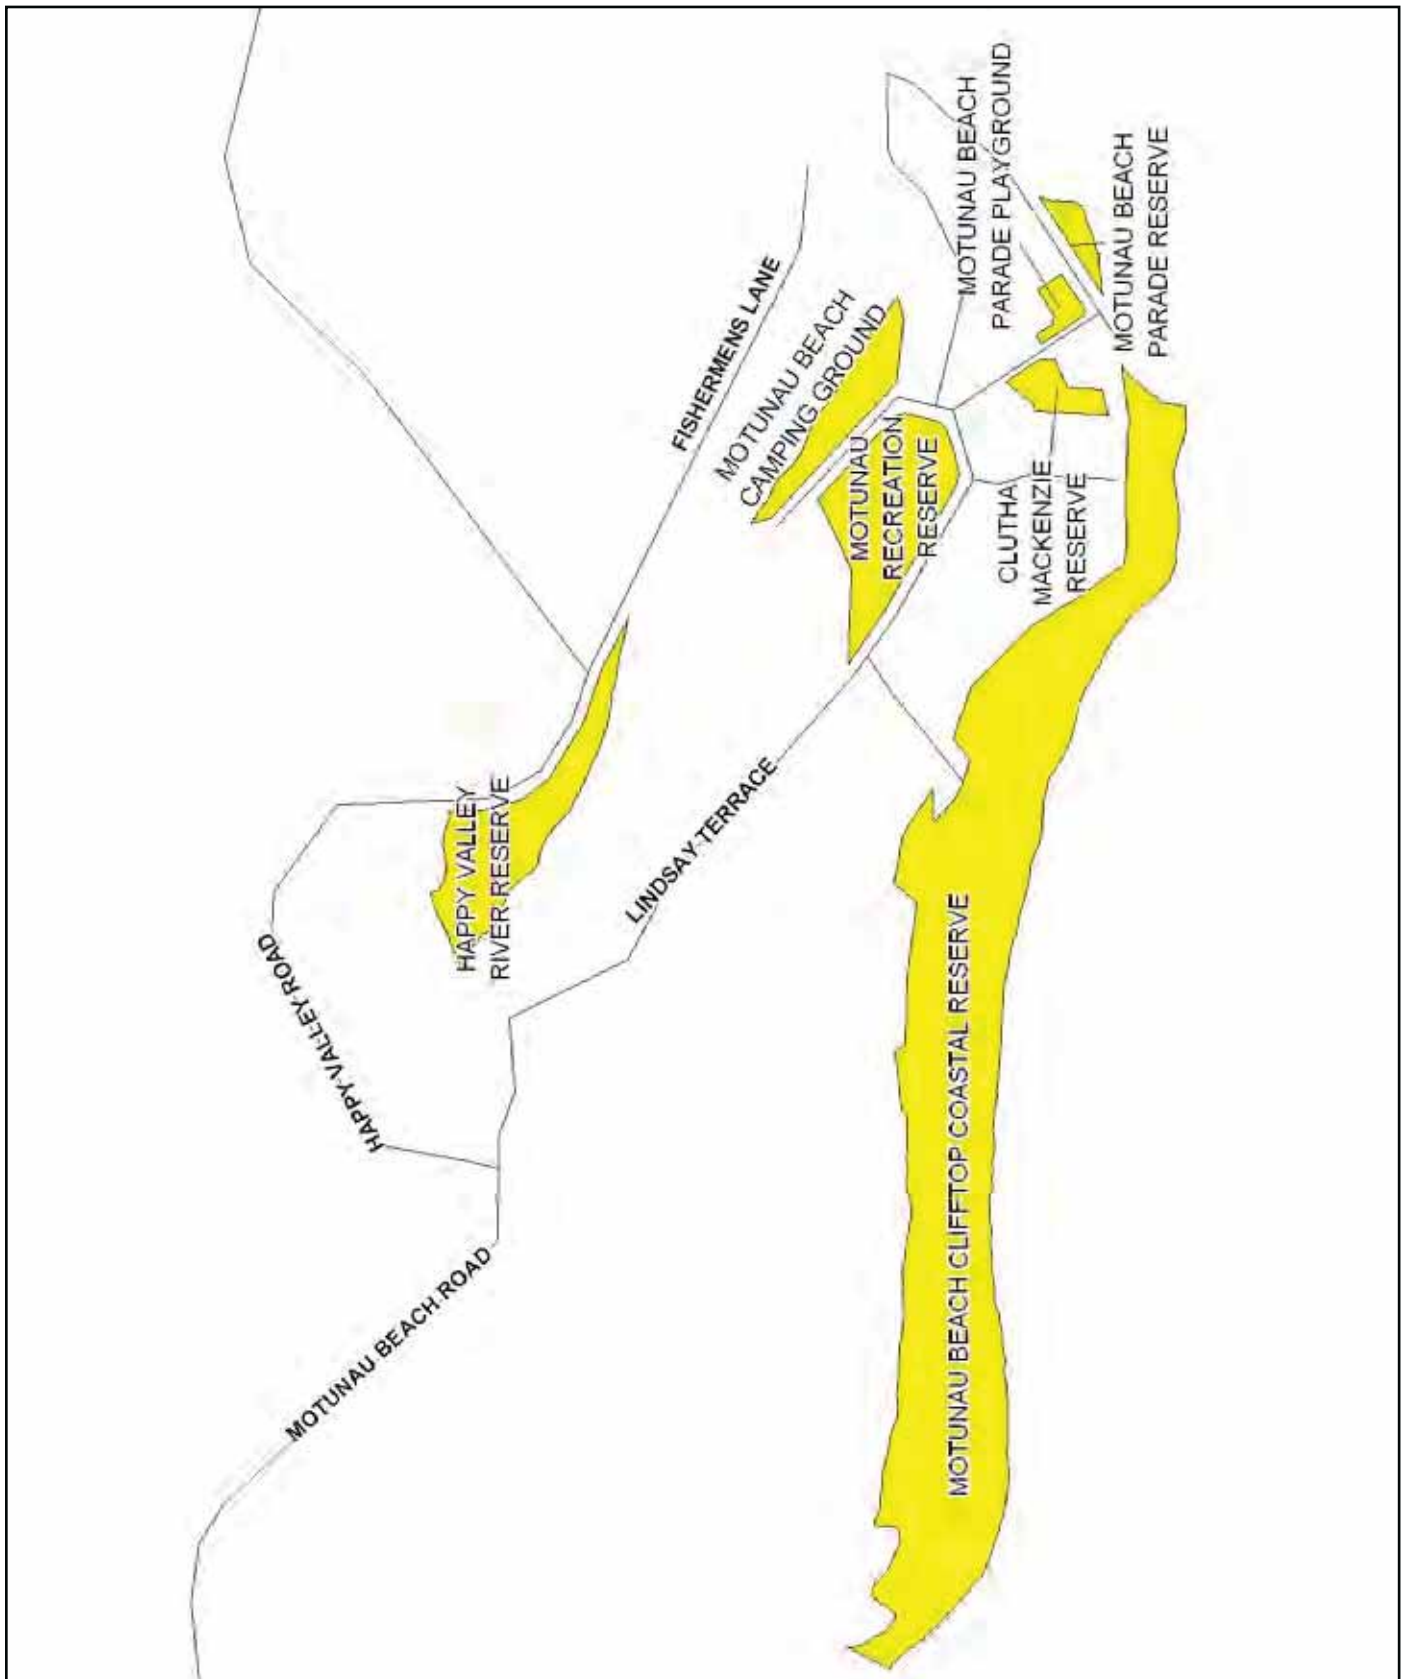 MOTUNAU BEACH
PARADE PLAYGROUND
MOTUNAU BEACH
PARADE RESERVE
FISHERMENS LANE
MOTUNAU BEACH
CAMPING GROUND
MOTUNAU
RECREATION
RESERVE
CLUTHA
MACKENZIE
RESERVE
HAPPY VALLEY
RIVER RESERVE
LINDSAY TERRACE
HAPPY VALLEY ROAD
MOTUNAU BEACH CLIFFTOP COASTAL RESERVE
MOTUNAU BEACH ROAD